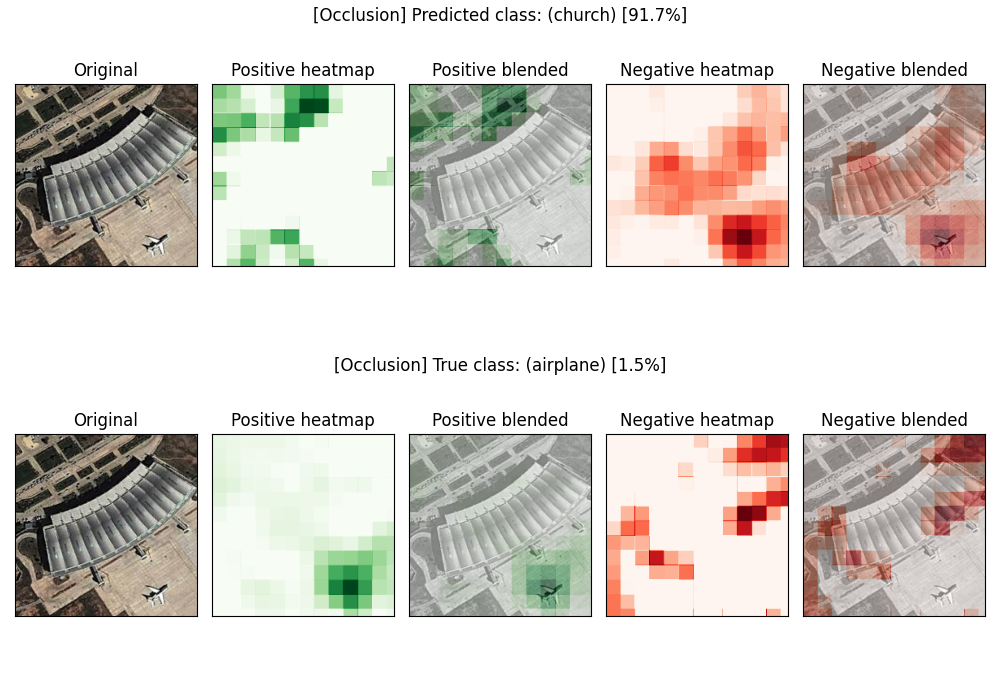 [Occlusion] Predicted class: (church) [91.7%]
Original Positive heatmap Positive blended Negative heatmap Negative blended
[Occlusion] True class: (airplane) [1.5%]
Original Positive heatmap Positive blended Negative heatmap Negative blended